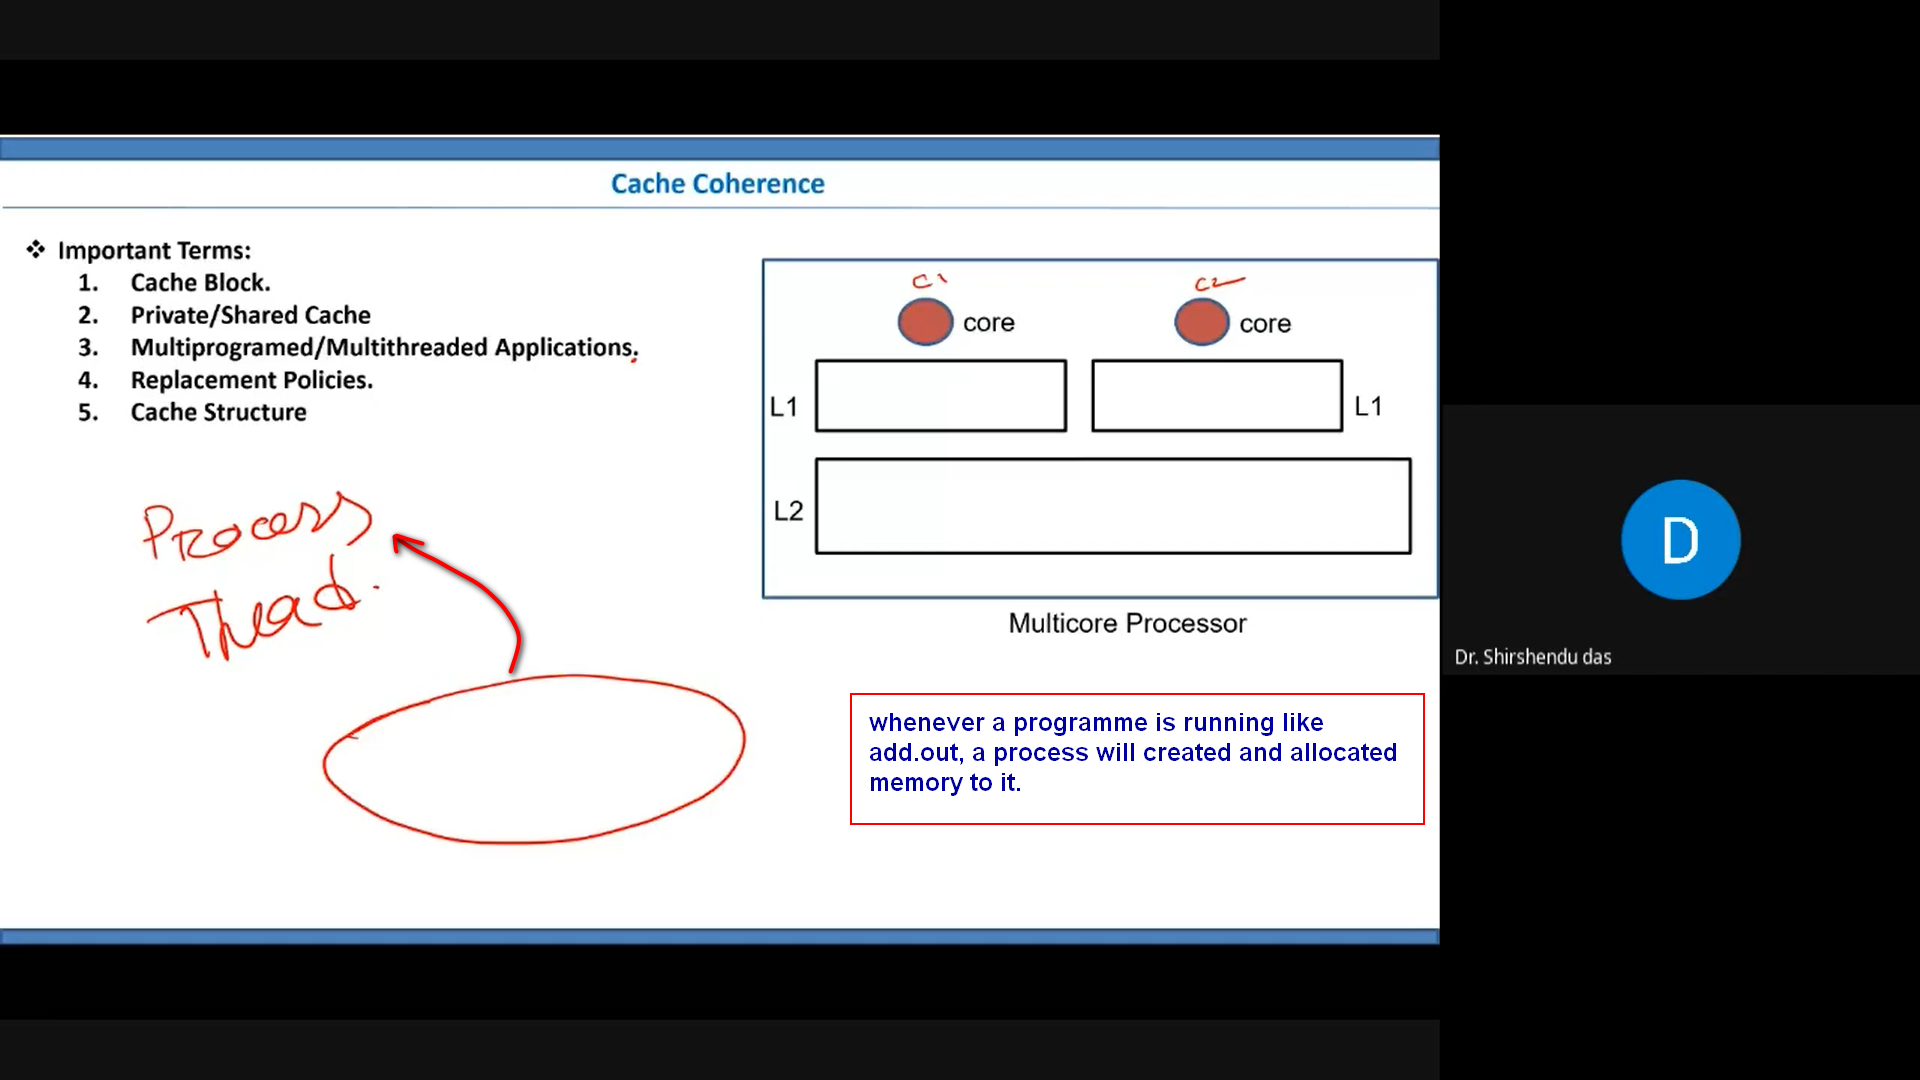 Cache Coherence
❖ Important Terms:
1. Cache Block.
2. Private/Shared Cache
3. Multiprogramed/Multithreaded Applications.
4. Replacement Policies.
5. Cache Structure
C1
C2
core
core
L1
L1
L2
Multicore Processor
Process
Thead.
whenever a programme is running like
add.out, a process will created and allocated
memory to it.
D
Dr. Shirshendu das